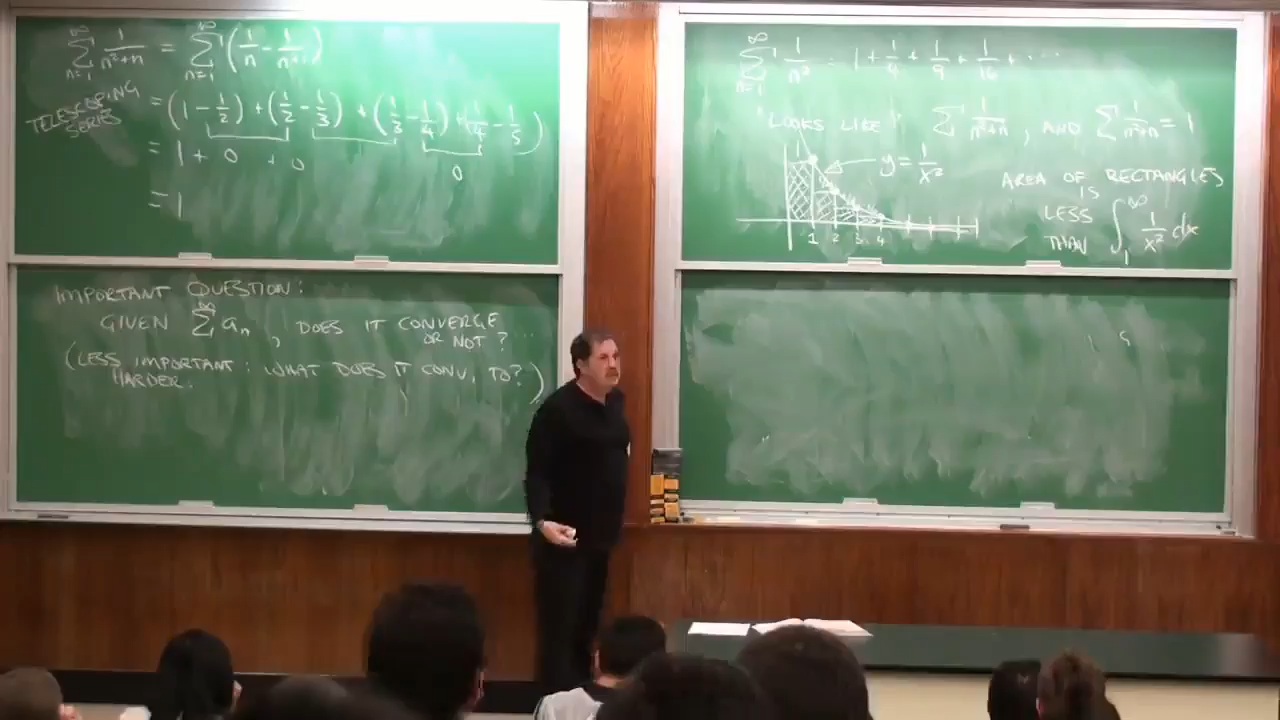 ∞∑n=1 1/(n²+n) = ∞∑n=1 (1/n - 1/(n+1))
TELESCOPING SERIES
= (1 - 1/2) + (1/2 - 1/3) + (1/3 - 1/4) + (1/4 - 1/5)
= 1 + 0 + 0
0
= 1
IMPORTANT QUESTION:
GIVEN ∞∑n=1 aₙ, DOES IT CONVERGE
OR NOT?
(LESS IMPORTANT: WHAT DOES IT CONV. TO?)
HARDER.
∞∑n=1 1/n² = 1 + 1/4 + 1/9 + 1/16 + ...
"LOOKS LIKE" ∑ 1/(n²+n), AND ∑ 1/(n²+n) = 1
1
y = 1/x²
1 2 3 4
AREA OF RECTANGLES
IS
LESS
THAN ∫₁^∞ 1/x² dx